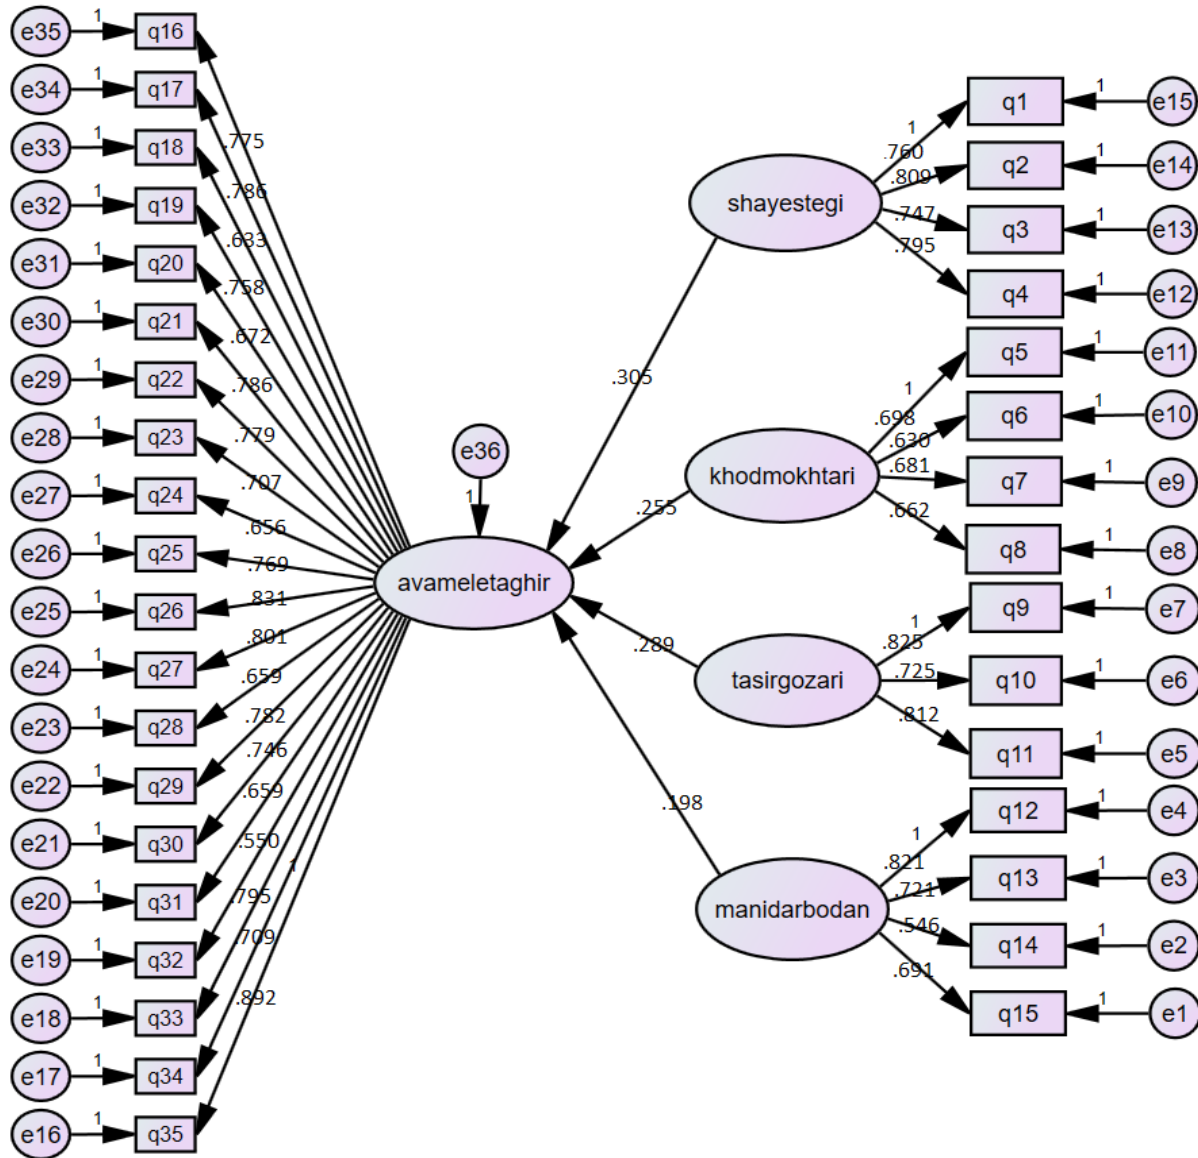 e35 1 q16
e34 1 q17
e33 1 q18
e32 1 q19
e31 1 q20
e30 1 q21
e29 1 q22
e28 1 q23
e27 1 q24
e26 1 q25
e25 1 q26
e24 1 q27
e23 1 q28
e22 1 q29
e21 1 q30
e20 1 q31
e19 1 q32
e18 1 q33
e17 1 q34
e16 1 q35
.775
.786
.633
.758
.672
.786
.779
.707
.656
.769
.831
.801
.659
.782
.746
.659
.550
1
.795
.709
.892
e36
1
avameletaghir
.305
.255
.289
.198
shayestegi
1
.760
.809
.747
.795
q1 1 e15
q2 1 e14
q3 1 e13
q4 1 e12
khodmokhtari
1
.698
.630
.681
.662
q5 1 e11
q6 1 e10
q7 1 e9
q8 1 e8
tasirgozari
1
.825
.725
.812
q9 1 e7
q10 1 e6
q11 1 e5
manidarbodan
1
.821
.721
.546
.691
q12 1 e4
q13 1 e3
q14 1 e2
q15 1 e1